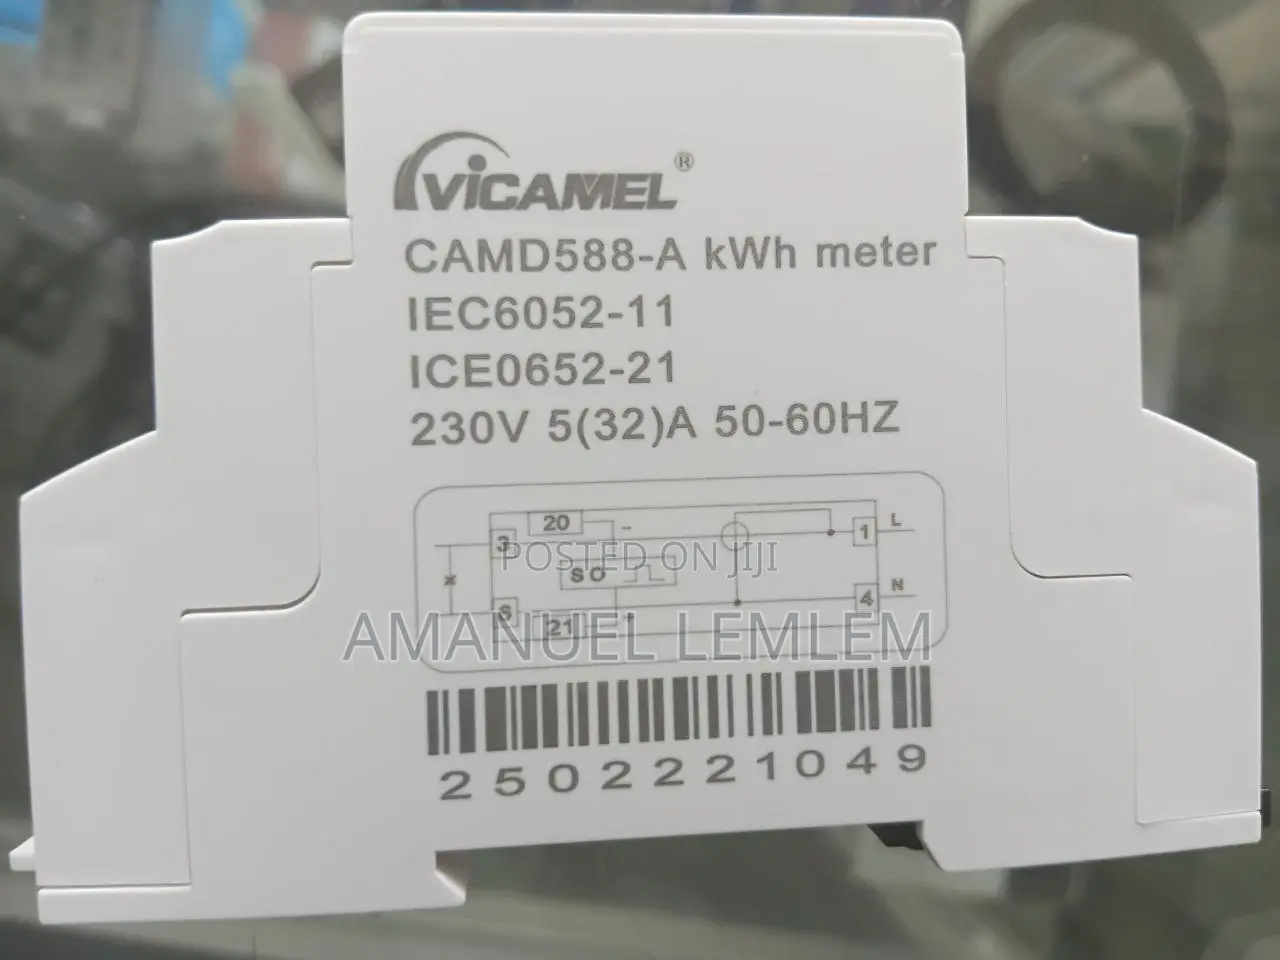 ViCAMEL®
CAMD588-A kWh meter
IEC6052-11
ICE0652-21
230V 5(32)A 50-60HZ
20 -
3 1 L
POSTED ON JIJI
SO
6 4 N
21 +
AMANUEL LEMLEM
2502221049